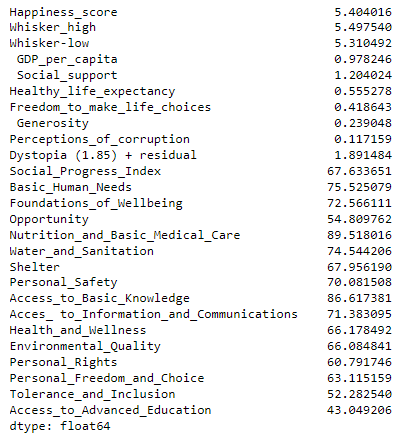 Happiness_score 5.404016
Whisker_high 5.497540
Whisker-low 5.310492
GDP_per_capita 0.978246
Social_support 1.204024
Healthy_life_expectancy 0.555278
Freedom_to_make_life_choices 0.418643
Generosity 0.239048
Perceptions_of_corruption 0.117159
Dystopia (1.85) + residual 1.891484
Social_Progress_Index 67.633651
Basic_Human_Needs 75.525079
Foundations_of_Wellbeing 72.566111
Opportunity 54.809762
Nutrition_and_Basic_Medical_Care 89.518016
Water_and_Sanitation 74.544206
Shelter 67.956190
Personal_Safety 70.081508
Access_to_Basic_Knowledge 86.617381
Acces_ to_Information_and_Communications 71.383095
Health_and_Wellness 66.178492
Environmental_Quality 66.084841
Personal_Rights 60.791746
Personal_Freedom_and_Choice 63.115159
Tolerance_and_Inclusion 52.282540
Access_to_Advanced_Education 43.049206
dtype: float64